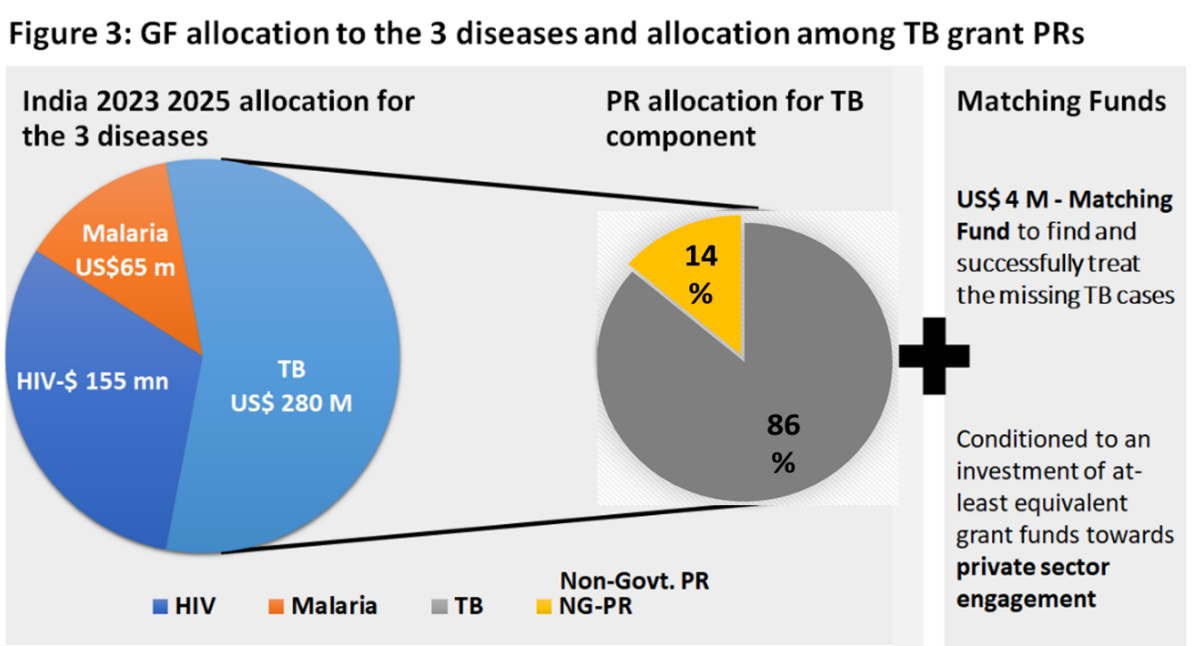 Figure 3: GF allocation to the 3 diseases and allocation among TB grant PRs
India 2023 2025 allocation for
the 3 diseases
Malaria
US$65 m
HIV-$ 155 mn
TB
US$ 280 M
PR allocation for TB
component
14
%
86
%
HIV
Malaria
TB
Non-Govt. PR
NG-PR
Matching Funds
US$ 4 M - Matching
Fund to find and
successfully treat
the missing TB cases
Conditioned to an
investment of at-
least equivalent
grant funds towards
private sector
engagement